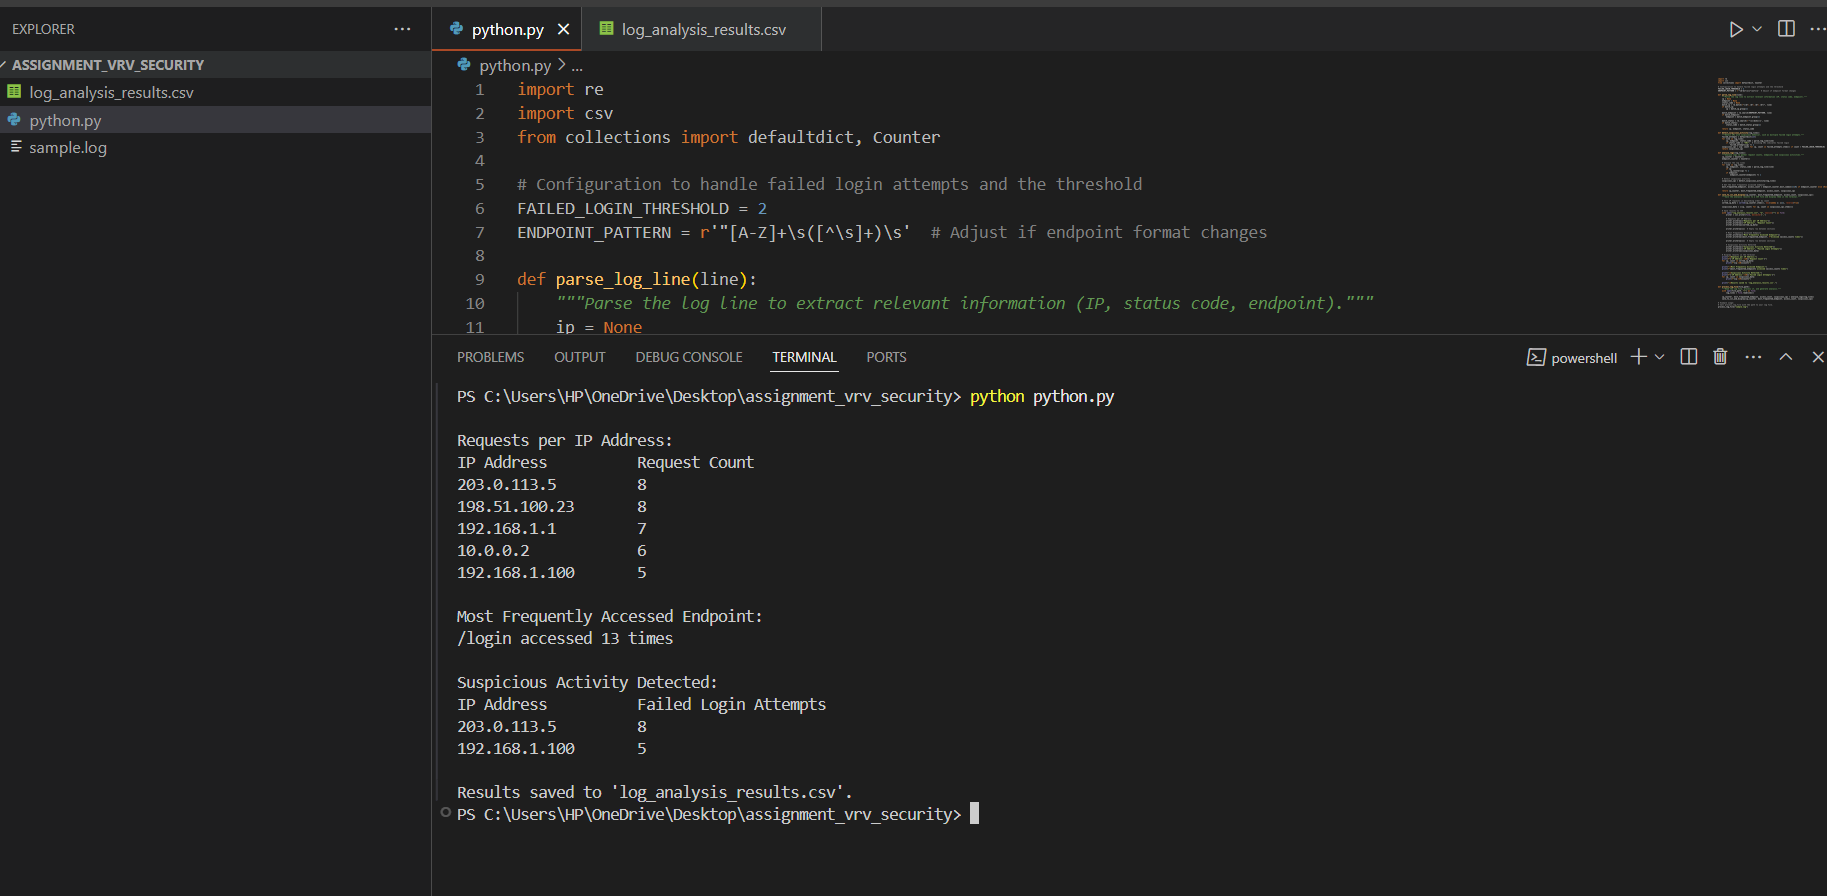 EXPLORER
ASSIGNMENT_VRV_SECURITY
log_analysis_results.csv
python.py
sample.log
python.py
log_analysis_results.csv
python.py > ...
1 import re
2 import csv
3 from collections import defaultdict, Counter
4
5 # Configuration to handle failed login attempts and the threshold
6 FAILED_LOGIN_THRESHOLD = 2
7 ENDPOINT_PATTERN = r'"[A-Z]+\s([^\s]+)\s'  # Adjust if endpoint format changes
8
9 def parse_log_line(line):
10 """Parse the log line to extract relevant information (IP, status code, endpoint)."""
11 ip = None
PROBLEMS OUTPUT DEBUG CONSOLE TERMINAL PORTS
powershell
PS C:\Users\HP\OneDrive\Desktop\assignment_vrv_security> python python.py
Requests per IP Address:
IP Address Request Count
203.0.113.5 8
198.51.100.23 8
192.168.1.1 7
10.0.0.2 6
192.168.1.100 5
Most Frequently Accessed Endpoint:
/login accessed 13 times
Suspicious Activity Detected:
IP Address Failed Login Attempts
203.0.113.5 8
192.168.1.100 5
Results saved to 'log_analysis_results.csv'.
PS C:\Users\HP\OneDrive\Desktop\assignment_vrv_security>